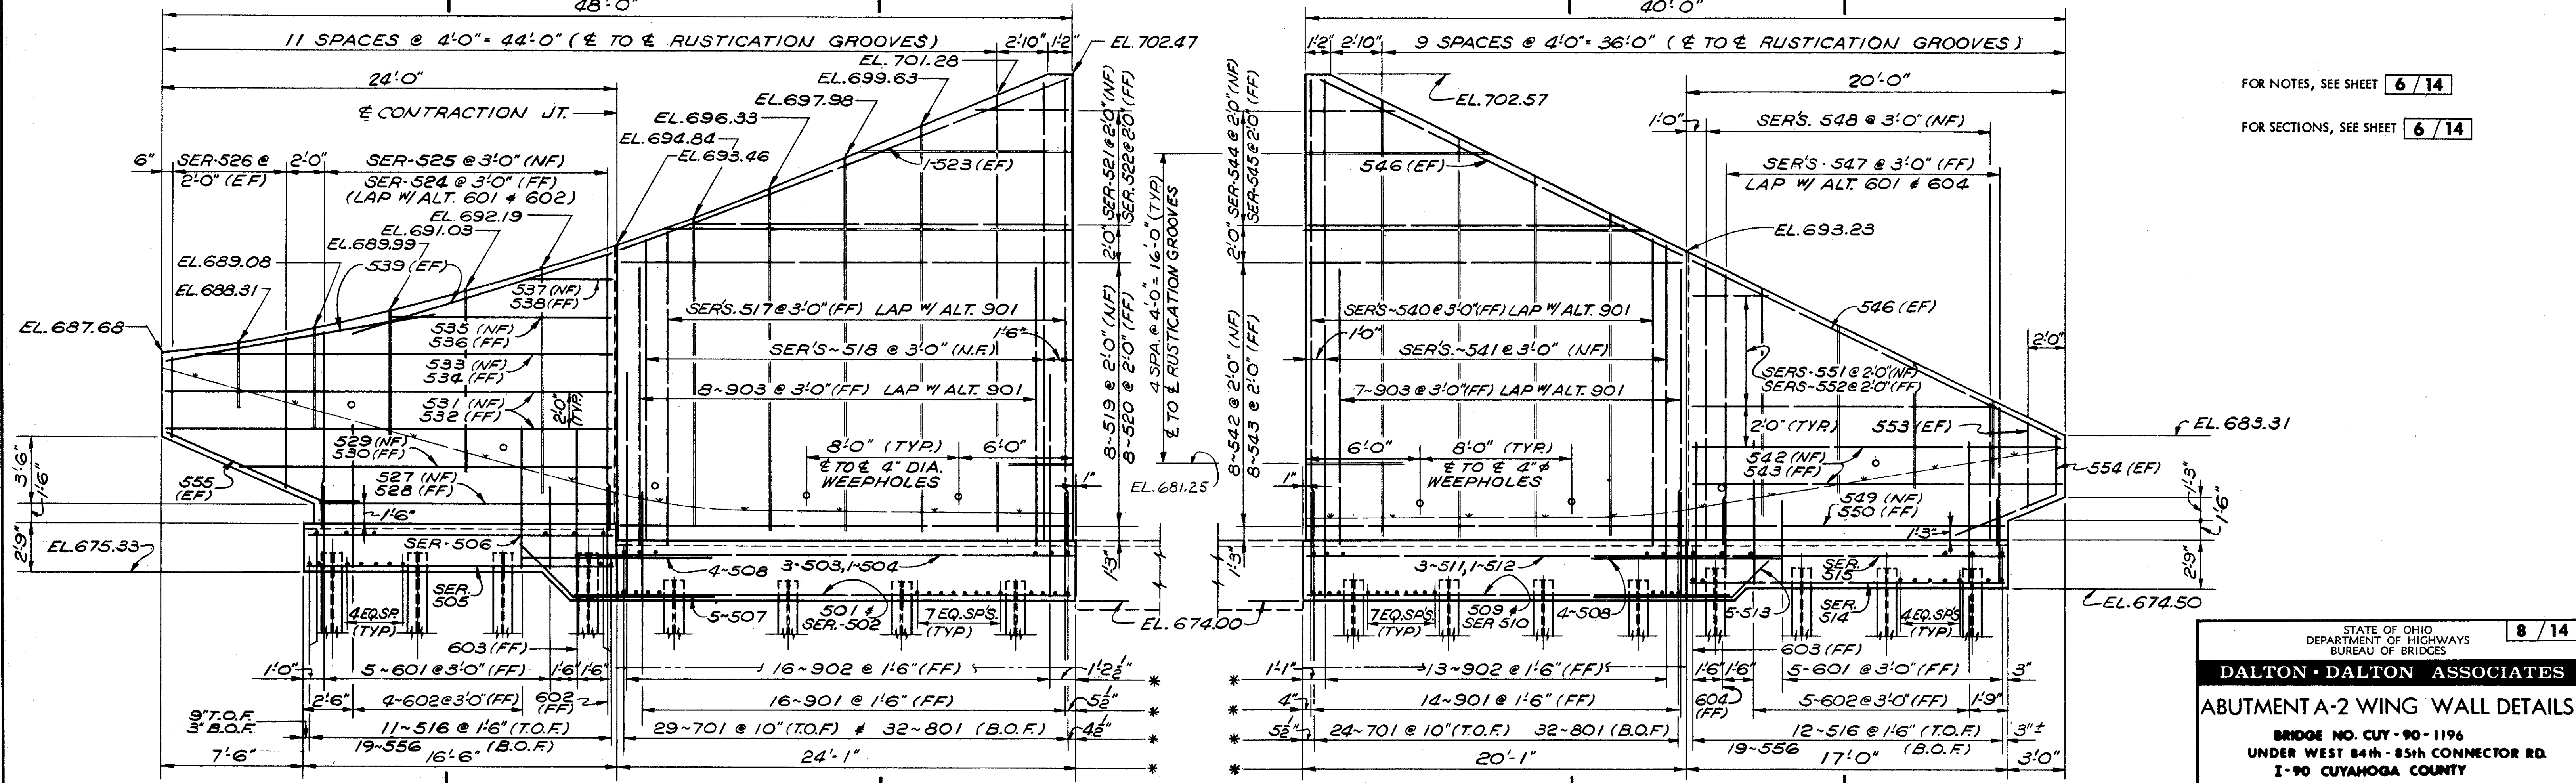 48'-0"
11 SPACES @ 4'-0" = 44'-0" (℄ TO ℄ RUSTICATION GROOVES)
2'-10"
1'-2"
EL. 702.47
24'-0"
EL. 701.28
EL. 699.63
EL. 697.98
EL. 696.33
EL. 694.84
EL. 693.46
℄ CONTRACTION JT.
1-523 (EF)
6"
SER-526 @
2'-0" (EF)
2'-0"
SER-525 @ 3'-0" (NF)
SER-524 @ 3'-0" (FF)
(LAP W/ ALT. 601 & 602)
EL. 692.19
EL. 691.03
EL. 689.99
EL. 689.08
EL. 688.31
EL. 687.68
539 (EF)
537 (NF)
538 (FF)
535 (NF)
536 (FF)
533 (NF)
534 (FF)
531 (NF)
532 (FF)
2'-0"
(TYP.)
529 (NF)
530 (FF)
527 (NF)
528 (FF)
555
(EF)
3'-6"
1'-6"
2'-9"
1'-6"
EL. 675.33
SER-506
SER.
505
4 EQ. SP.
(TYP)
603 (FF)
SER'S. 517 @ 3'-0" (FF) LAP W/ ALT. 901
1'-6"
SER'S ~ 518 @ 3'-0" (N.F.)
8~903 @ 3'-0" (FF) LAP W/ ALT. 901
8'-0" (TYP.)
℄ TO ℄ 4" DIA.
WEEPHOLES
6'-0"
1"
SER-521 @ 2'-0" (NF)
SER.522 @ 2'-0" (FF)
2'-0"
8~519 @ 2'-0" (NF)
8~520 @ 2'-0" (FF)
1'-3"
4 SPA. @ 4'-0" = 16'-0" (TYP.)
℄ TO ℄ RUSTICATION GROOVES
EL. 681.25
4~508
3~503, 1~504
5~507
501 &
SER.-502
7 EQ. SP'S.
(TYP.)
EL. 674.00
1'-0"
5~601 @ 3'-0" (FF)
1'-6"
1'-6"
16~902 @ 1'-6" (FF)
1'-2½"
*
2'-6"
4~602 @ 3'-0" (FF)
602
(FF)
16~901 @ 1'-6" (FF)
5½"
*
9" T.O.F.
3" B.O.F.
11~516 @ 1'-6" (T.O.F.)
19~556 (B.O.F.)
29~701 @ 10" (T.O.F.) & 32~801 (B.O.F.)
4½"
*
7'-6"
16'-6"
24'-1"
*
40'-0"
1'-2"
2'-10"
9 SPACES @ 4'-0" = 36'-0" (℄ TO ℄ RUSTICATION GROOVES)
20'-0"
EL. 702.57
1'-0"
SER'S. 548 @ 3'-0" (NF)
SER'S - 547 @ 3'-0" (FF)
LAP W/ ALT. 601 & 604
546 (EF)
EL. 693.23
546 (EF)
SER-544 @ 2'-0" (NF)
SER-545 @ 2'-0" (FF)
2'-0"
8~542 @ 2'-0" (NF)
8~543 @ 2'-0" (FF)
1'-3"
SER'S ~ 540 @ 3'-0" (FF) LAP W/ ALT. 901
1'-0"
SER'S. ~ 541 @ 3'-0" (NF)
7~903 @ 3'-0" (FF) LAP W/ ALT. 901
6'-0"
8'-0" (TYP.)
℄ TO ℄ 4" ϕ
WEEPHOLES
1"
SERS-551 @ 2'-0" (NF)
SERS~552 @ 2'-0" (FF)
2'-0"
2'-0" (TYP.)
553 (EF)
542 (NF)
543 (FF)
549 (NF)
550 (FF)
1'-3"
EL. 683.31
554 (EF)
1'-3"
1'-6"
2'-9"
EL. 674.50
3~511, 1~512
SER.
515
7 EQ. SP'S.
(TYP)
509 &
SER 510
4~508
5-513
SER.
514
4 EQ. SP'S
(TYP)
603 (FF)
*
1'-1"
13~902 @ 1'-6" (FF)
1'-6"
1'-6"
5-601 @ 3'-0" (FF)
3"
*
4"
14~901 @ 1'-6" (FF)
604
(FF)
5-602 @ 3'-0" (FF)
1'-9"
*
5½"
24~701 @ 10" (T.O.F.) 32~801 (B.O.F.)
12~516 @ 1'-6" (T.O.F.)
19~556 (B.O.F.)
3" ±
*
20'-1"
17'-0"
3'-0"
FOR NOTES, SEE SHEET 6 / 14
FOR SECTIONS, SEE SHEET 6 / 14
STATE OF OHIO
DEPARTMENT OF HIGHWAYS
BUREAU OF BRIDGES
8 / 14
DALTON • DALTON ASSOCIATES
ABUTMENT A-2 WING WALL DETAILS
BRIDGE NO. CUY - 90 - 1196
UNDER WEST 84th - 85th CONNECTOR RD.
I-90 CUYAHOGA COUNTY